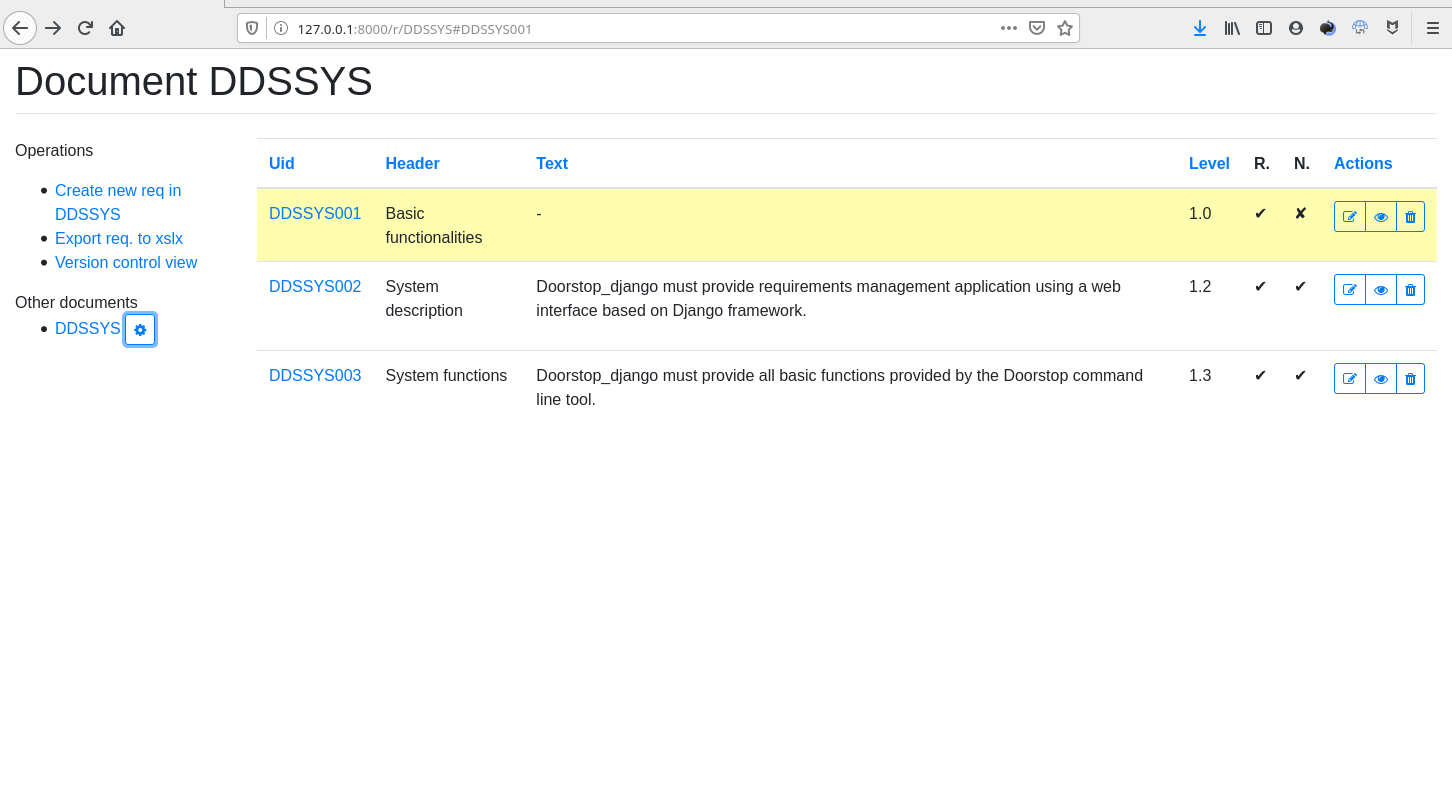 127.0.0.1:8000/r/DDSSYS#DDSSYS001
Document DDSSYS
Operations
Create new req in
DDSSYS
Export req. to xslx
Version control view
Other documents
DDSSYS
Uid Header Text Level R. N. Actions
DDSSYS001 Basic - 1.0 ✔ ✘
functionalities
DDSSYS002 System Doorstop_django must provide requirements management application using a web 1.2 ✔ ✔
description interface based on Django framework.
DDSSYS003 System functions Doorstop_django must provide all basic functions provided by the Doorstop command 1.3 ✔ ✔
line tool.